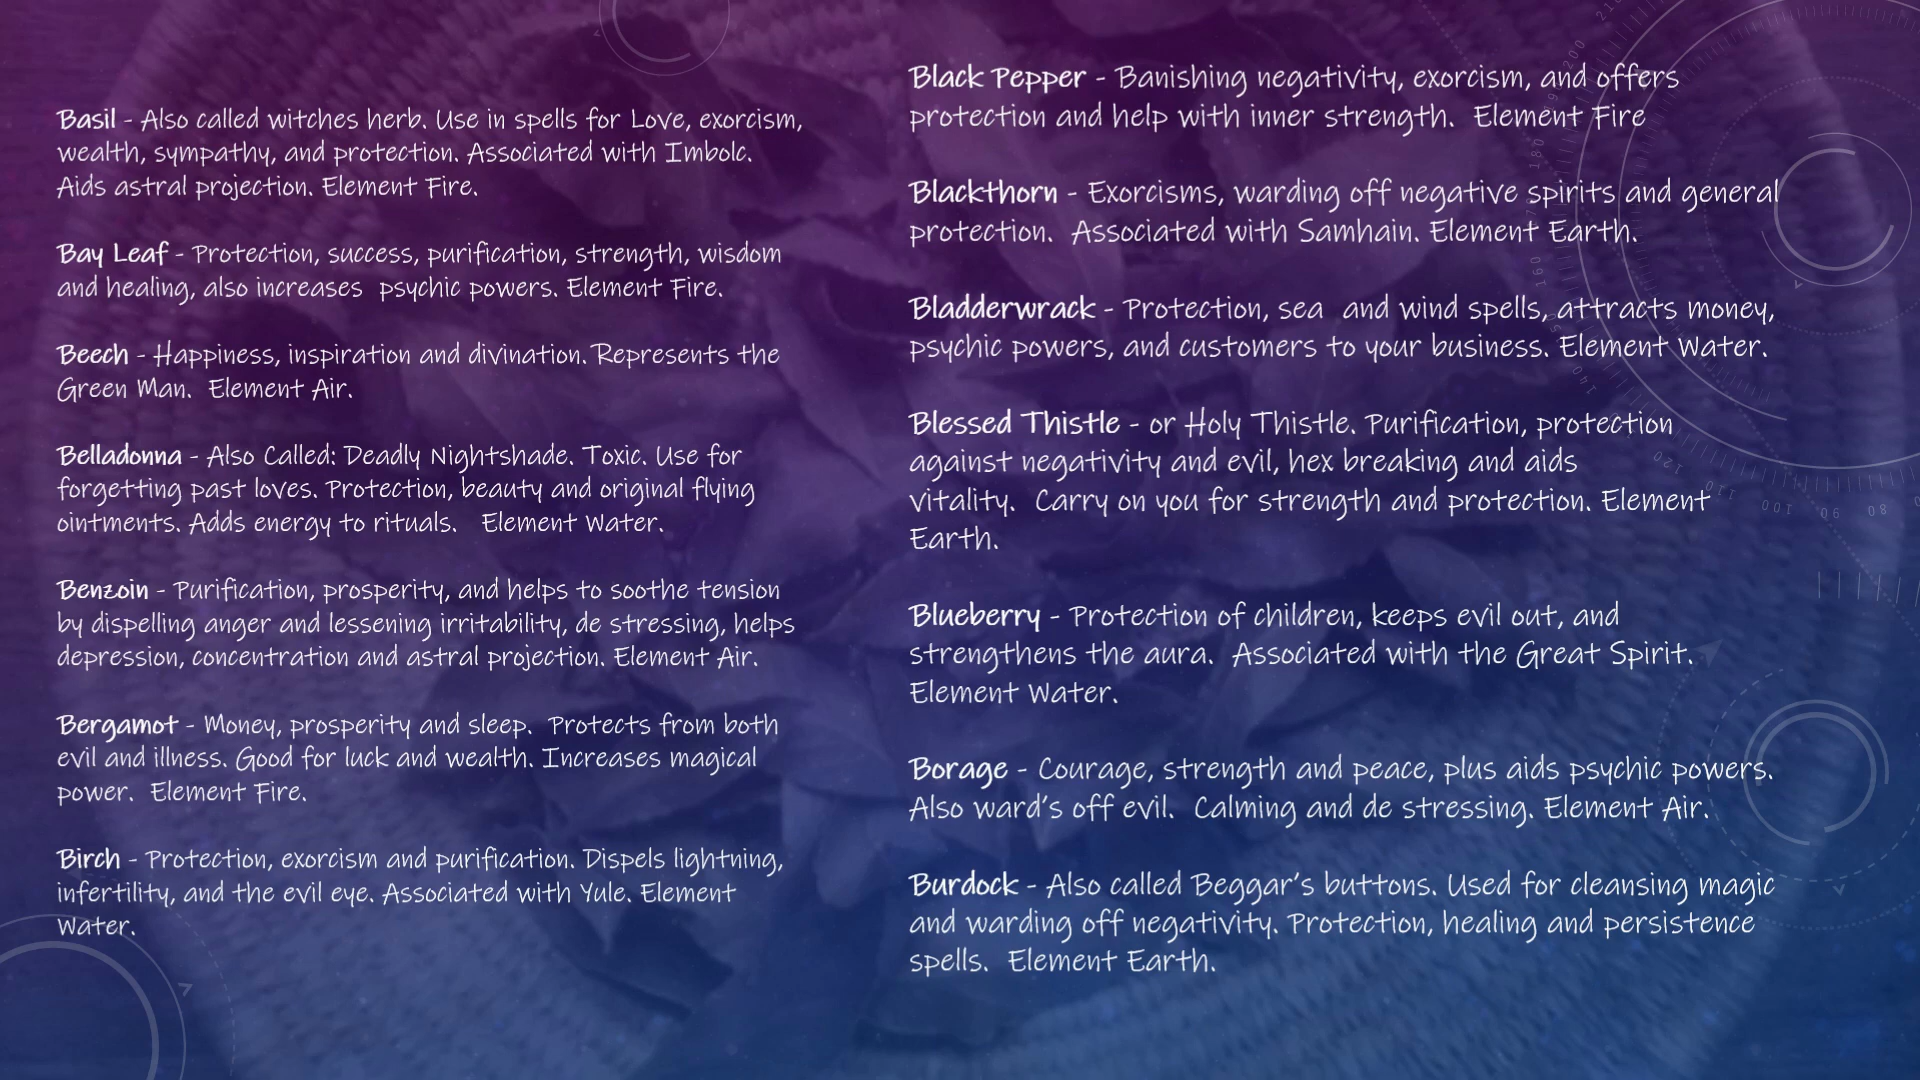 Basil - Also called witches herb. Use in spells for Love, exorcism,
wealth, sympathy, and protection. Associated with Imbolc.
Aids astral projection. Element Fire.
Bay Leaf - Protection, success, purification, strength, wisdom
and healing, also increases psychic powers. Element Fire.
Beech - Happiness, inspiration and divination. Represents the
Green Man. Element Air.
Belladonna - Also Called: Deadly Nightshade. Toxic. Use for
forgetting past loves. Protection, beauty and original flying
ointments. Adds energy to rituals. Element Water.
Benzoin - Purification, prosperity, and helps to soothe tension
by dispelling anger and lessening irritability, de stressing, helps
depression, concentration and astral projection. Element Air.
Bergamot - Money, prosperity and sleep. Protects from both
evil and illness. Good for luck and wealth. Increases magical
power. Element Fire.
Birch - Protection, exorcism and purification. Dispels lightning,
infertility, and the evil eye. Associated with Yule. Element
Water.
Black Pepper - Banishing negativity, exorcism, and offers
protection and help with inner strength. Element Fire
Blackthorn - Exorcisms, warding off negative spirits and general
protection. Associated with Samhain. Element Earth.
Bladderwrack - Protection, sea and wind spells, attracts money,
psychic powers, and customers to your business. Element Water.
Blessed Thistle - or Holy Thistle. Purification, protection
against negativity and evil, hex breaking and aids
vitality. Carry on you for strength and protection. Element
Earth.
Blueberry - Protection of children, keeps evil out, and
strengthens the aura. Associated with the Great Spirit.
Element Water.
Borage - Courage, strength and peace, plus aids psychic powers.
Also ward's off evil. Calming and de stressing. Element Air.
Burdock - Also called Beggar's buttons. Used for cleansing magic
and warding off negativity. Protection, healing and persistence
spells. Element Earth.
200
180
160
140
120
110
100
90
80